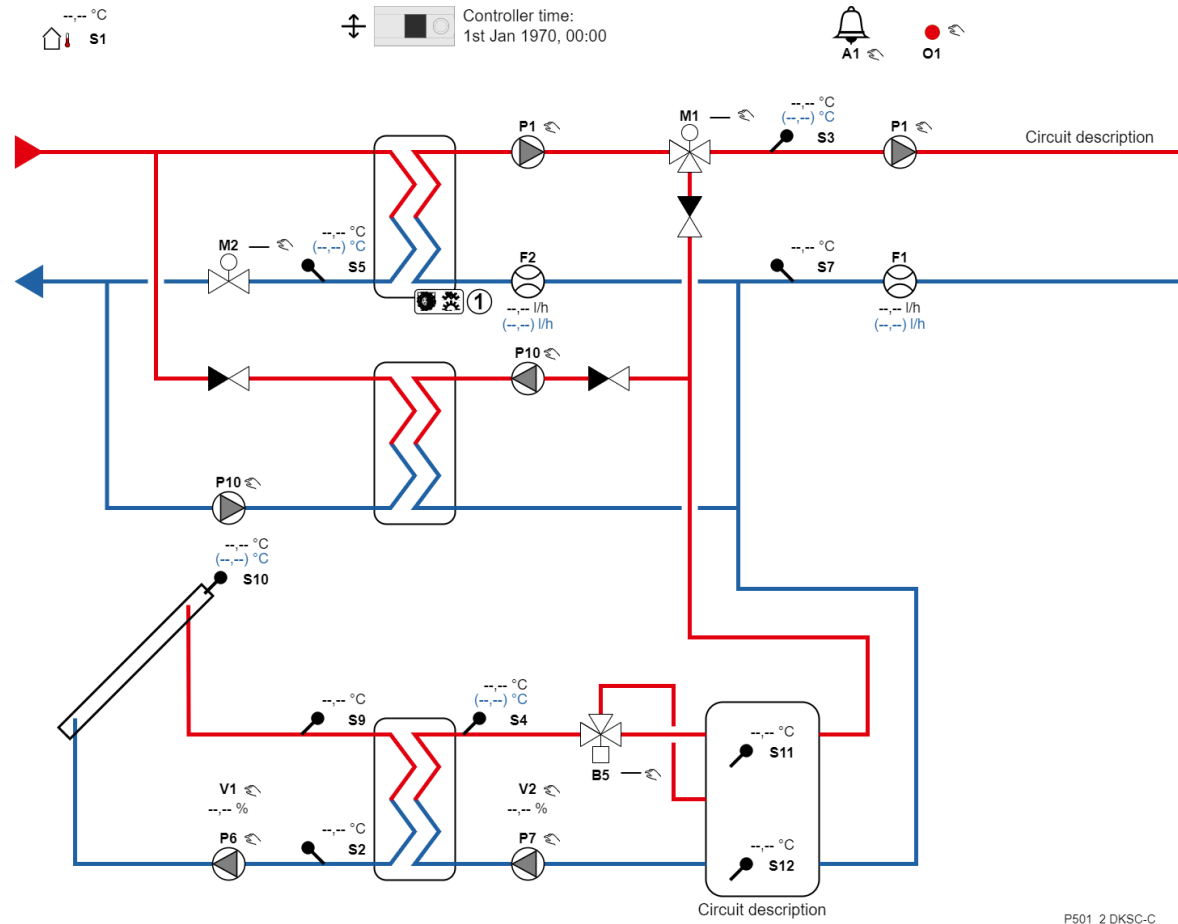 --,-- °C
S1
Controller time:
1st Jan 1970, 00:00
A1
O1
P1
M1
--,-- °C
(--,--) °C
S3
P1
Circuit description
M2
--,-- °C
(--,--) °C
S5
F2
--,-- l/h
(--,--) l/h
--,-- °C
S7
F1
--,-- l/h
(--,--) l/h
1
P10
P10
--,-- °C
(--,--) °C
S10
--,-- °C
S9
--,-- °C
(--,--) °C
S4
B5
--,-- °C
S11
V1
--,-- %
P6
--,-- °C
S2
V2
--,-- %
P7
--,-- °C
S12
Circuit description
P501_2 DKSC-C